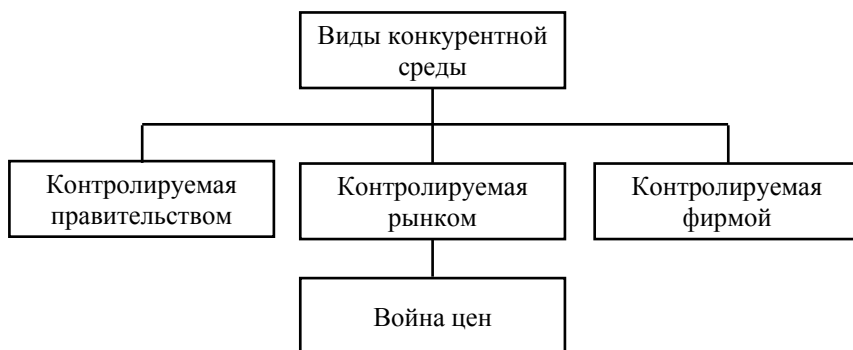 Виды конкурентной
среды
Контролируемая
правительством
Контролируемая
рынком
Контролируемая
фирмой
Война цен